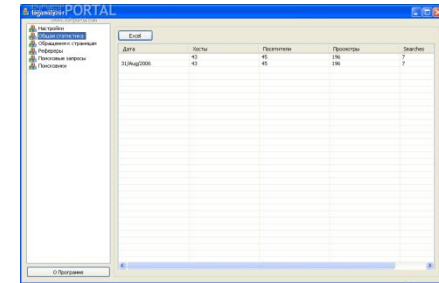 PORTAL
Настройки
Общая статистика
Обращения к страницам
Рефереры
Поисковые запросы
Поисковики
Excel
Дата Хосты Посетители Просмотры Searches
43 45 196 7
31/Aug/2006 43 45 196 7
О Программе